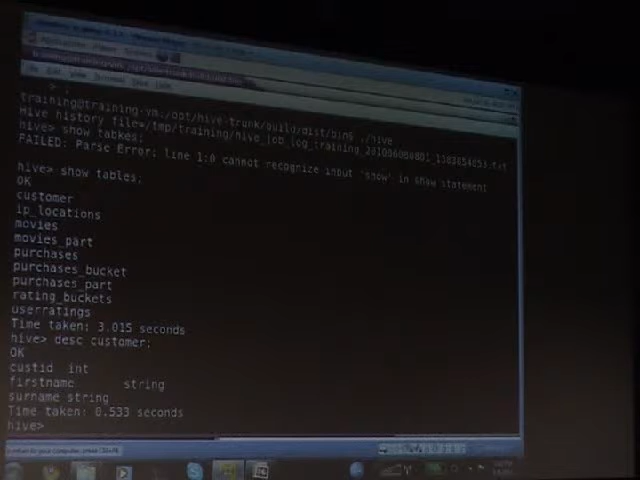 > ;
training@training-vm:/opt/hive-trunk/build/dist/bin$ ./hive
Hive history file=/tmp/training/hive_job_log_training_
hive> show tabkes;
FAILED: Parse Error: line 1:0 cannot recognize input 'show' in show statement
hive> show tables;
OK
customer
ip_locations
movies
movies_part
purchases
purchases_bucket
purchases_part
rating_buckets
userratings
Time taken: 3.015 seconds
hive> desc customer;
OK
custid int
firstname string
surname string
Time taken: 0.533 seconds
hive>